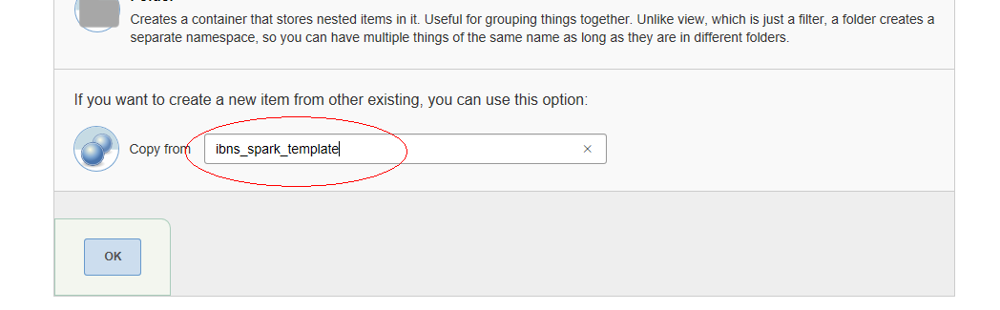 Creates a container that stores nested items in it. Useful for grouping things together. Unlike view, which is just a filter, a folder creates a
separate namespace, so you can have multiple things of the same name as long as they are in different folders.
If you want to create a new item from other existing, you can use this option:
Copy from ibns_spark_template ×
OK